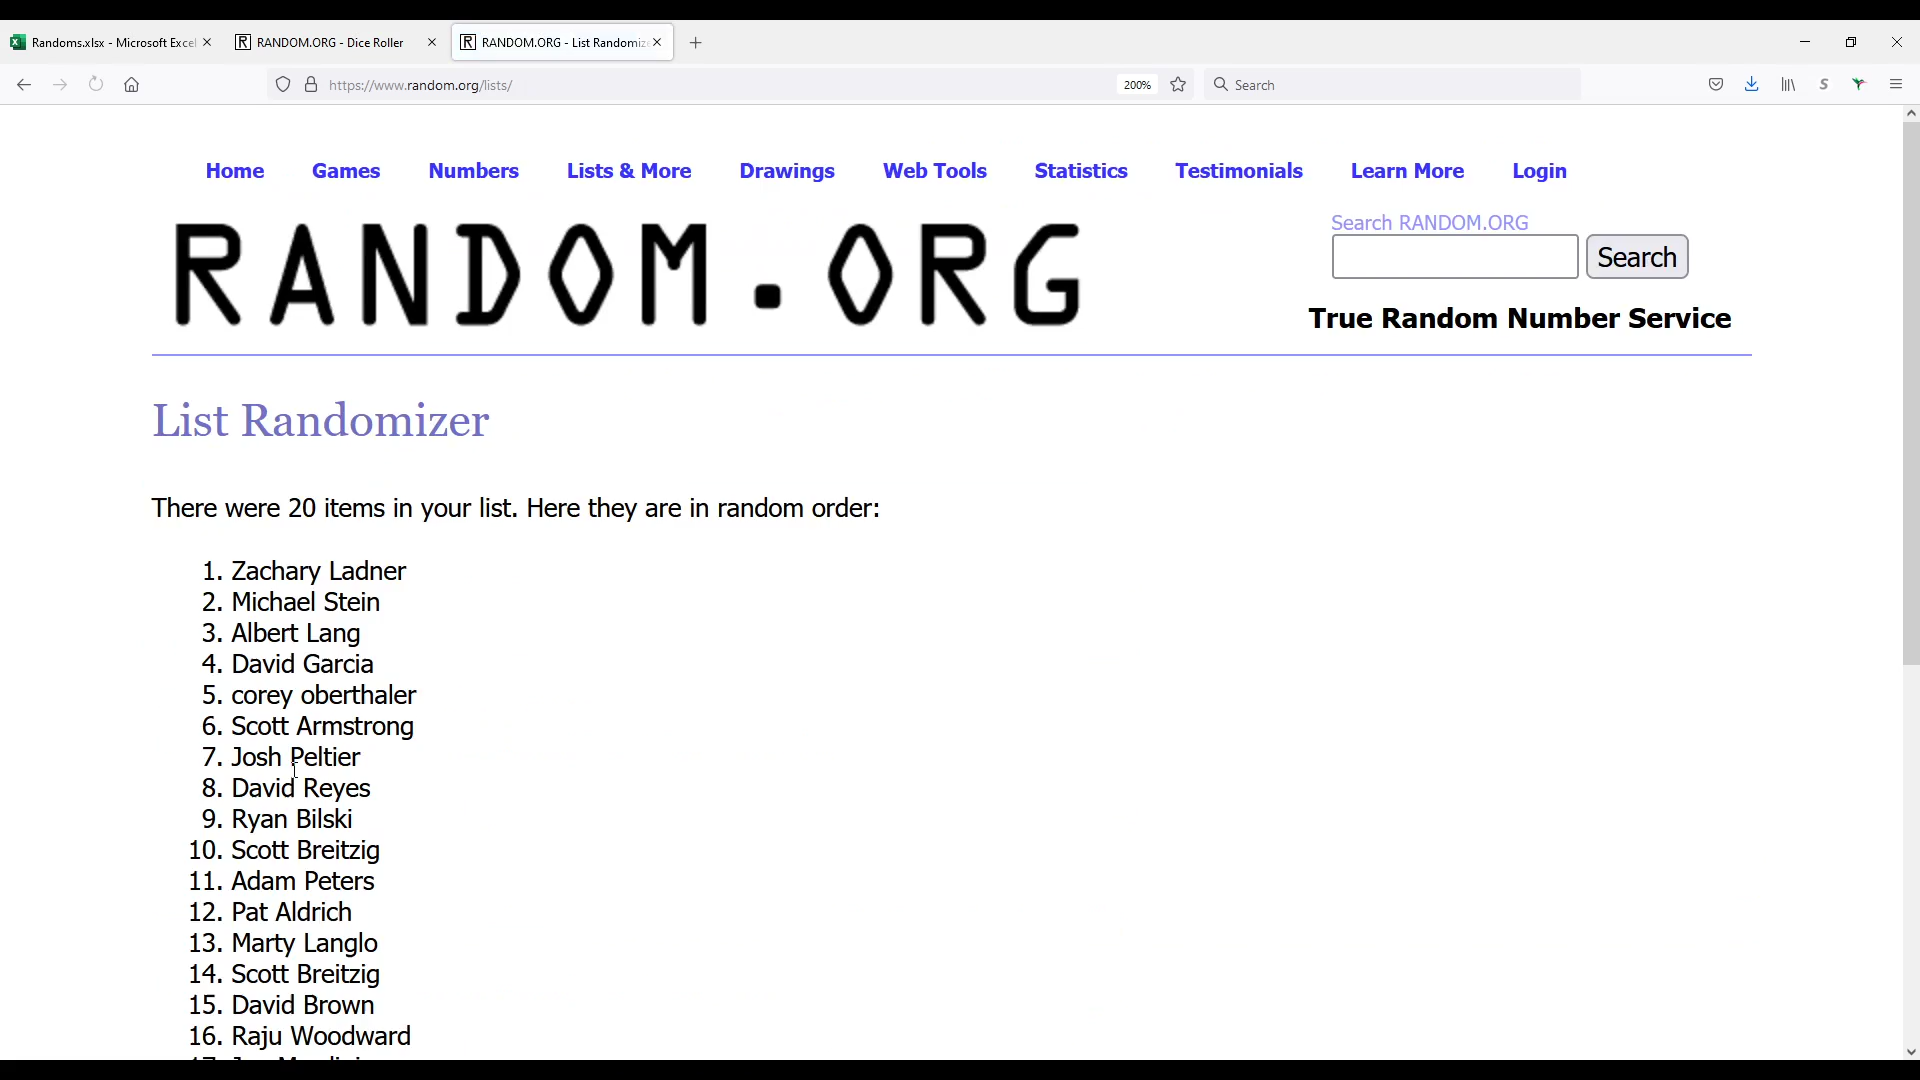 Randoms.xlsx - Microsoft Excel
RANDOM.ORG - Dice Roller
RANDOM.ORG - List Randomize
https://www.random.org/lists/
200%
Search
Home Games Numbers Lists & More Drawings Web Tools Statistics Testimonials Learn More Login
RANDOM.ORG
Search RANDOM.ORG
Search
True Random Number Service
List Randomizer
There were 20 items in your list. Here they are in random order:
1. Zachary Ladner
2. Michael Stein
3. Albert Lang
4. David Garcia
5. corey oberthaler
6. Scott Armstrong
7. Josh Peltier
8. David Reyes
9. Ryan Bilski
10. Scott Breitzig
11. Adam Peters
12. Pat Aldrich
13. Marty Langlo
14. Scott Breitzig
15. David Brown
16. Raju Woodward